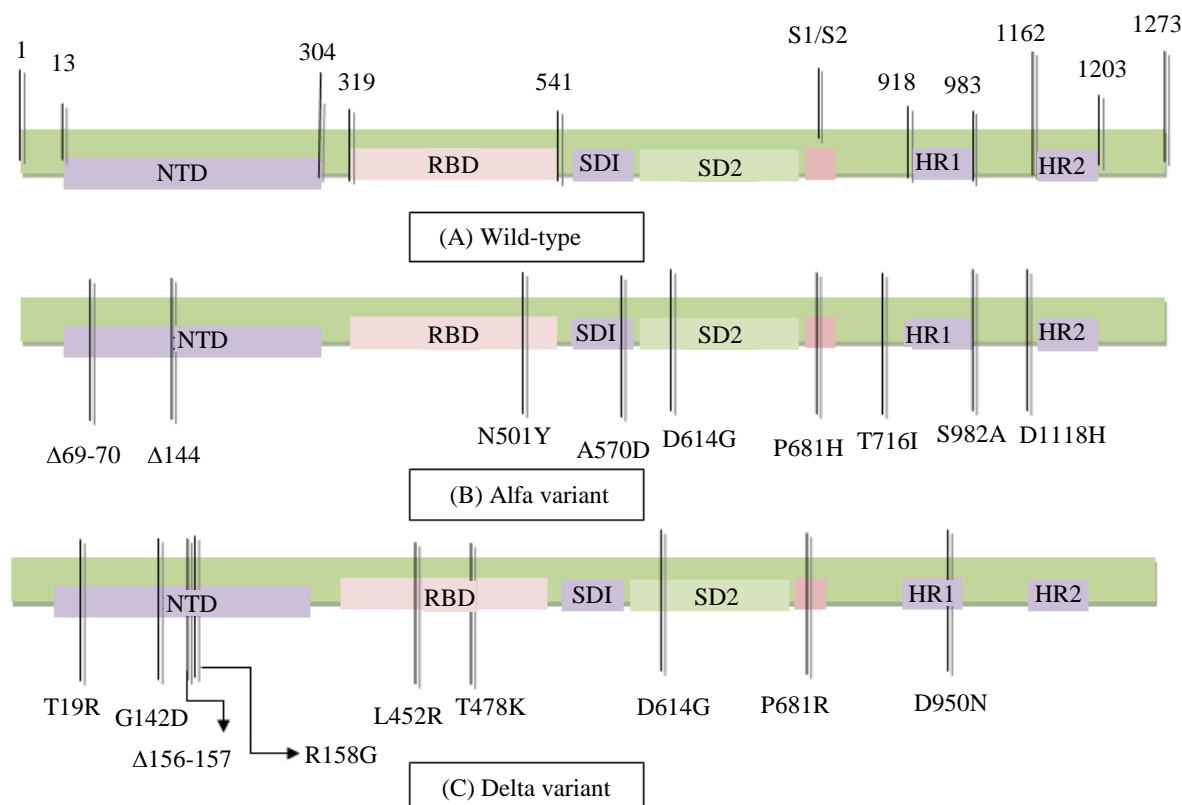 1
13
304
319
541
S1/S2
918
983
1162
1203
1273
NTD
RBD
SDI
SD2
HR1
HR2
(A) Wild-type
NTD
RBD
SDI
SD2
HR1
HR2
Δ69-70
Δ144
N501Y
A570D
D614G
P681H
T716I
S982A
D1118H
(B) Alfa variant
NTD
RBD
SDI
SD2
HR1
HR2
T19R
G142D
Δ156-157
R158G
L452R
T478K
D614G
P681R
D950N
(C) Delta variant